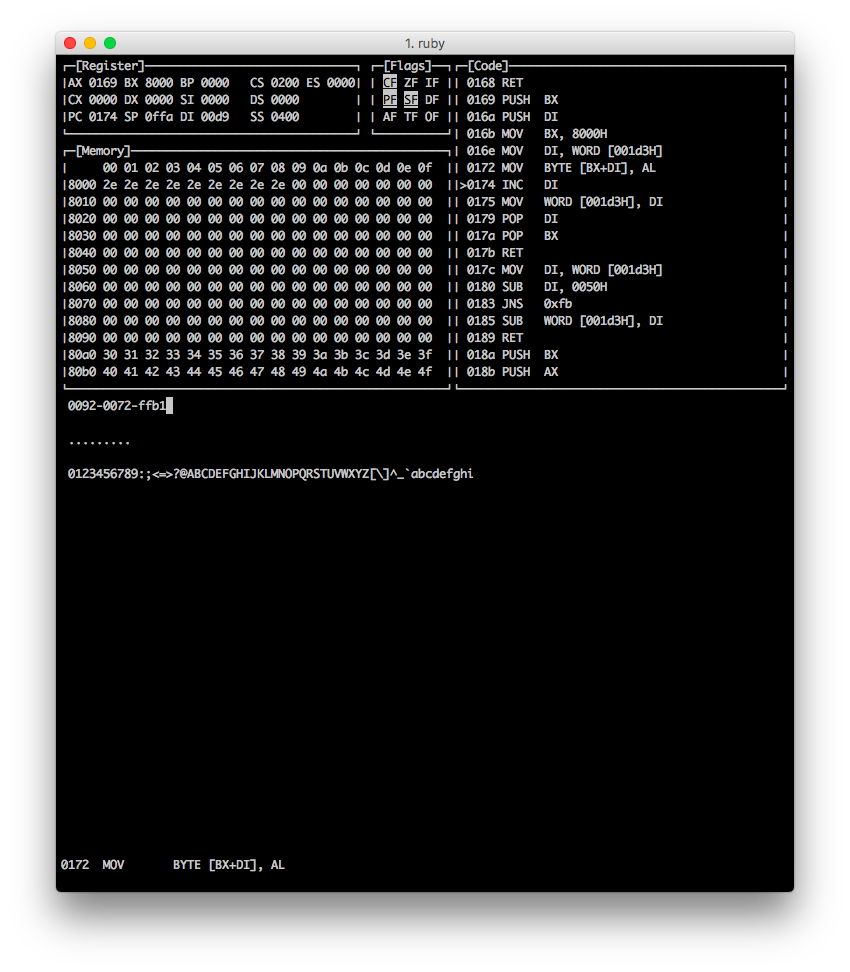 1. ruby
[Register]
AX 0169 BX 8000 BP 0000 CS 0200 ES 0000
CX 0000 DX 0000 SI 0000 DS 0000
PC 0174 SP 0ffa DI 00d9 SS 0400
[Flags]
CF ZF IF
PF SF DF
AF TF OF
[Memory]
00 01 02 03 04 05 06 07 08 09 0a 0b 0c 0d 0e 0f
8000 2e 2e 2e 2e 2e 2e 2e 2e 2e 00 00 00 00 00 00 00
8010 00 00 00 00 00 00 00 00 00 00 00 00 00 00 00 00
8020 00 00 00 00 00 00 00 00 00 00 00 00 00 00 00 00
8030 00 00 00 00 00 00 00 00 00 00 00 00 00 00 00 00
8040 00 00 00 00 00 00 00 00 00 00 00 00 00 00 00 00
8050 00 00 00 00 00 00 00 00 00 00 00 00 00 00 00 00
8060 00 00 00 00 00 00 00 00 00 00 00 00 00 00 00 00
8070 00 00 00 00 00 00 00 00 00 00 00 00 00 00 00 00
8080 00 00 00 00 00 00 00 00 00 00 00 00 00 00 00 00
8090 00 00 00 00 00 00 00 00 00 00 00 00 00 00 00 00
80a0 30 31 32 33 34 35 36 37 38 39 3a 3b 3c 3d 3e 3f
80b0 40 41 42 43 44 45 46 47 48 49 4a 4b 4c 4d 4e 4f
[Code]
0168 RET
0169 PUSH BX
016a PUSH DI
016b MOV BX, 8000H
016e MOV DI, WORD [001d3H]
0172 MOV BYTE [BX+DI], AL
>0174 INC DI
0175 MOV WORD [001d3H], DI
0179 POP DI
017a POP BX
017b RET
017c MOV DI, WORD [001d3H]
0180 SUB DI, 0050H
0183 JNS 0xfb
0185 SUB WORD [001d3H], DI
0189 RET
018a PUSH BX
018b PUSH AX
0092-0072-ffb1
.........
0123456789:;<=>?@ABCDEFGHIJKLMNOPQRSTUVWXYZ[\]^_`abcdefghi
0172 MOV BYTE [BX+DI], AL